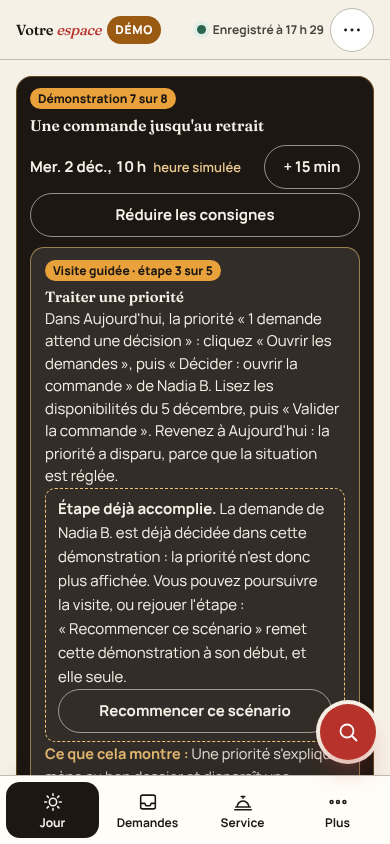 Votre espace DÉMO
Enregistré à 17 h 29
Démonstration 7 sur 8
Une commande jusqu'au retrait
Mer. 2 déc., 10 h heure simulée
+ 15 min
Réduire les consignes
Visite guidée · étape 3 sur 5
Traiter une priorité
Dans Aujourd'hui, la priorité « 1 demande
attend une décision » : cliquez « Ouvrir les
demandes », puis « Décider : ouvrir la
commande » de Nadia B. Lisez les
disponibilités du 5 décembre, puis « Valider
la commande ». Revenez à Aujourd'hui : la
priorité a disparu, parce que la situation
est réglée.
Étape déjà accomplie. La demande de
Nadia B. est déjà décidée dans cette
démonstration : la priorité n'est donc
plus affichée. Vous pouvez poursuivre
la visite, ou rejouer l'étape :
« Recommencer ce scénario » remet
cette démonstration à son début, et
elle seule.
Recommencer ce scénario
Ce que cela montre : Une priorité s'explique
Jour
Demandes
Service
Plus